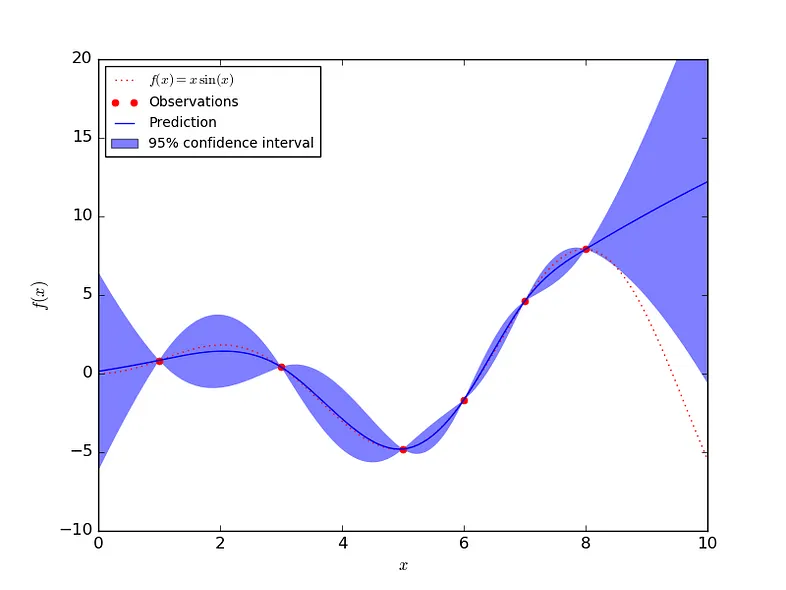 20
15
10
5
0
−5
−10
f(x)
f(x) = x sin(x)
Observations
Prediction
95% confidence interval
0 2 4 6 8 10
x